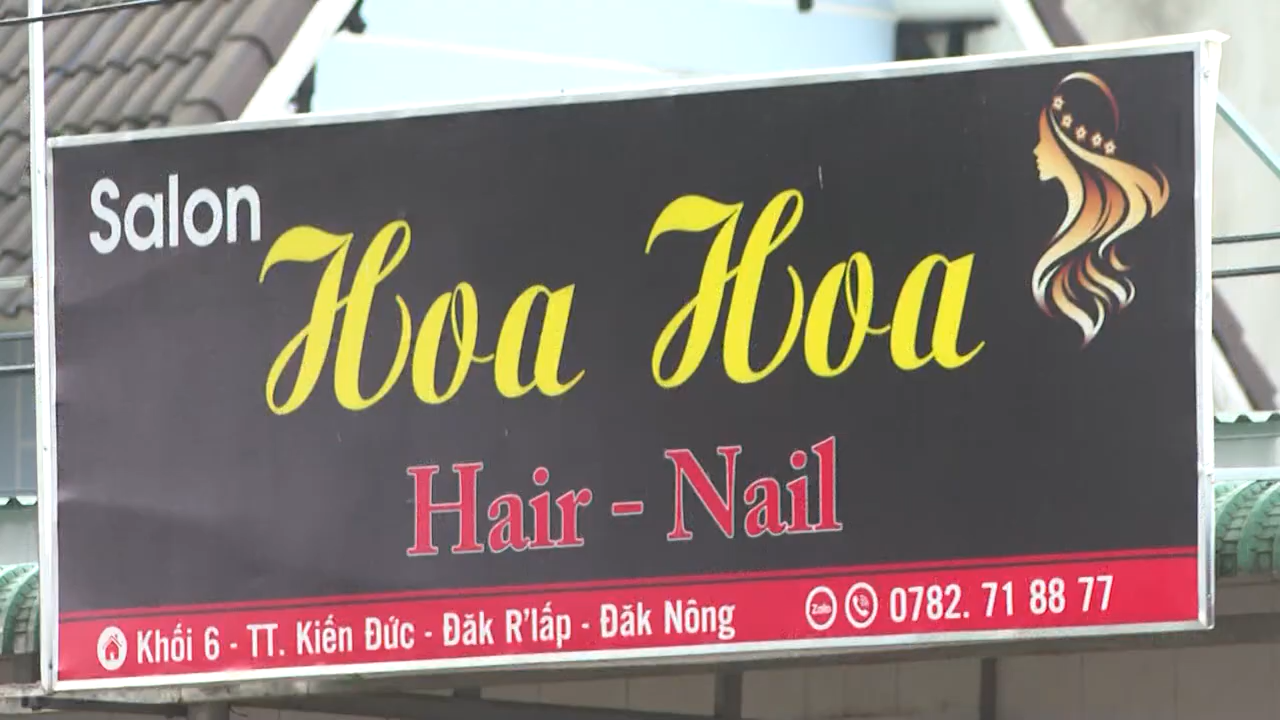 Salon
Hoa Hoa
Hair - Nail
Khối 6 - TT. Kiến Đức - Đăk R'lấp - Đăk Nông
Zalo 0782. 71 88 77